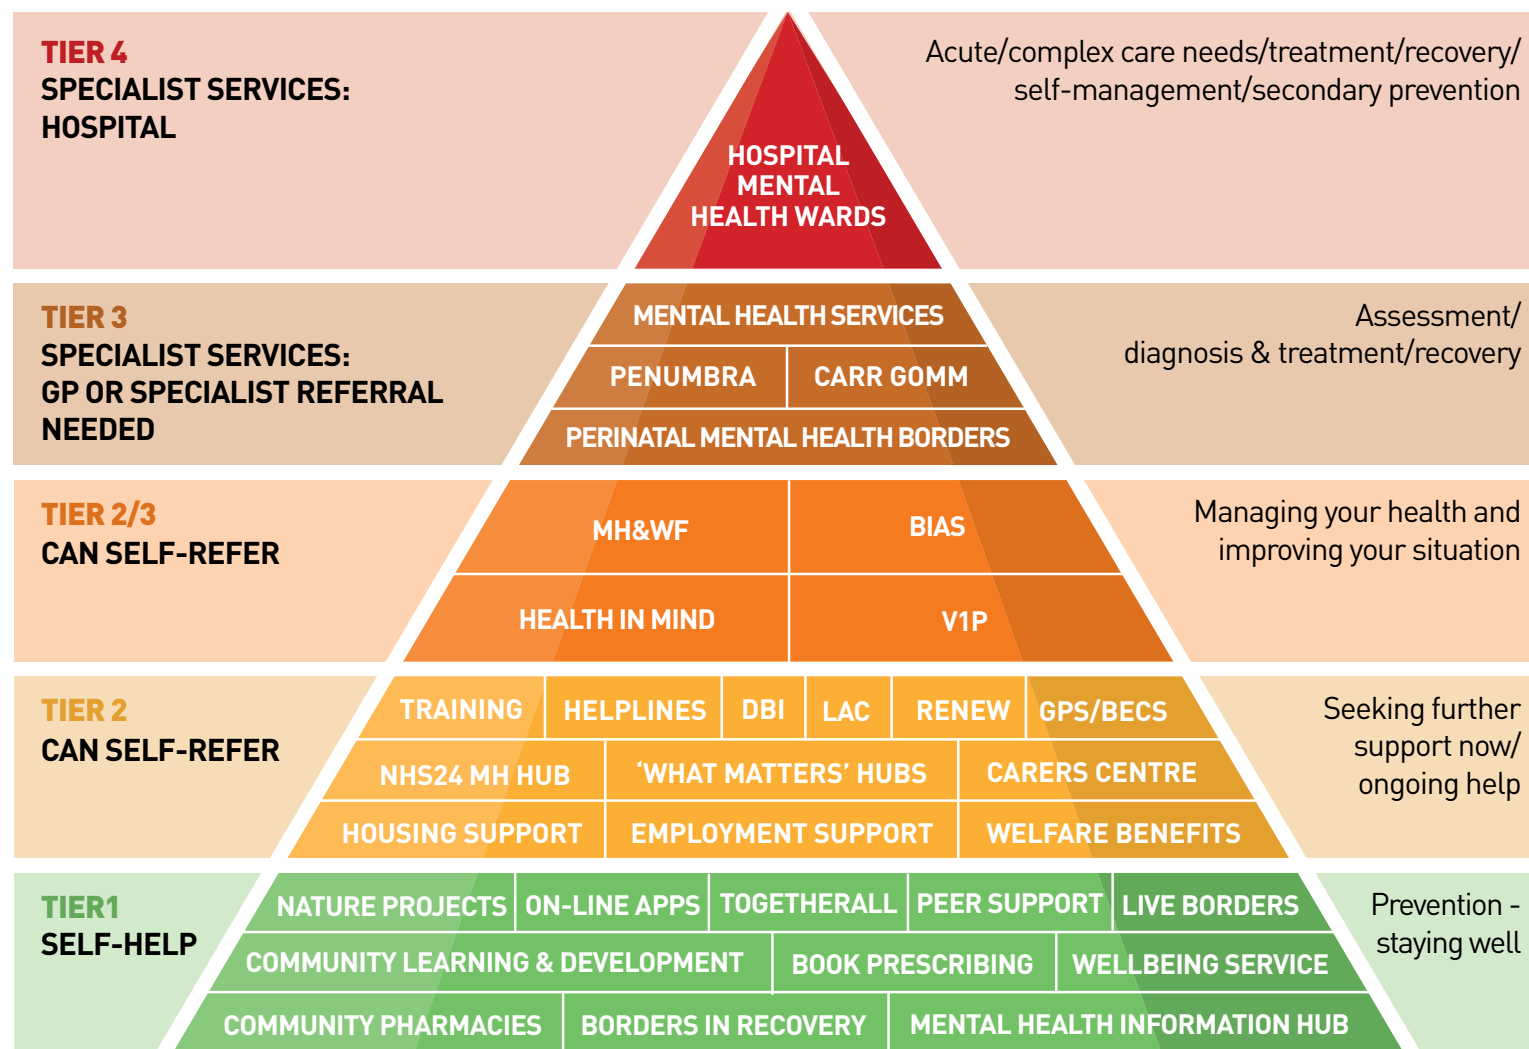 TIER 4
SPECIALIST SERVICES:
HOSPITAL
HOSPITAL
MENTAL
HEALTH WARDS
Acute/complex care needs/treatment/recovery/
self-management/secondary prevention
TIER 3
SPECIALIST SERVICES:
GP OR SPECIALIST REFERRAL
NEEDED
MENTAL HEALTH SERVICES
PENUMBRA
CARR GOMM
PERINATAL MENTAL HEALTH BORDERS
Assessment/
diagnosis & treatment/recovery
TIER 2/3
CAN SELF-REFER
MH&WF
BIAS
HEALTH IN MIND
V1P
Managing your health and
improving your situation
TIER 2
CAN SELF-REFER
TRAINING
HELPLINES
DBI
LAC
RENEW
GPS/BECS
NHS24 MH HUB
‘WHAT MATTERS’ HUBS
CARERS CENTRE
HOUSING SUPPORT
EMPLOYMENT SUPPORT
WELFARE BENEFITS
Seeking further
support now/
ongoing help
TIER1
SELF-HELP
NATURE PROJECTS
ON-LINE APPS
TOGETHERALL
PEER SUPPORT
LIVE BORDERS
COMMUNITY LEARNING & DEVELOPMENT
BOOK PRESCRIBING
WELLBEING SERVICE
COMMUNITY PHARMACIES
BORDERS IN RECOVERY
MENTAL HEALTH INFORMATION HUB
Prevention -
staying well